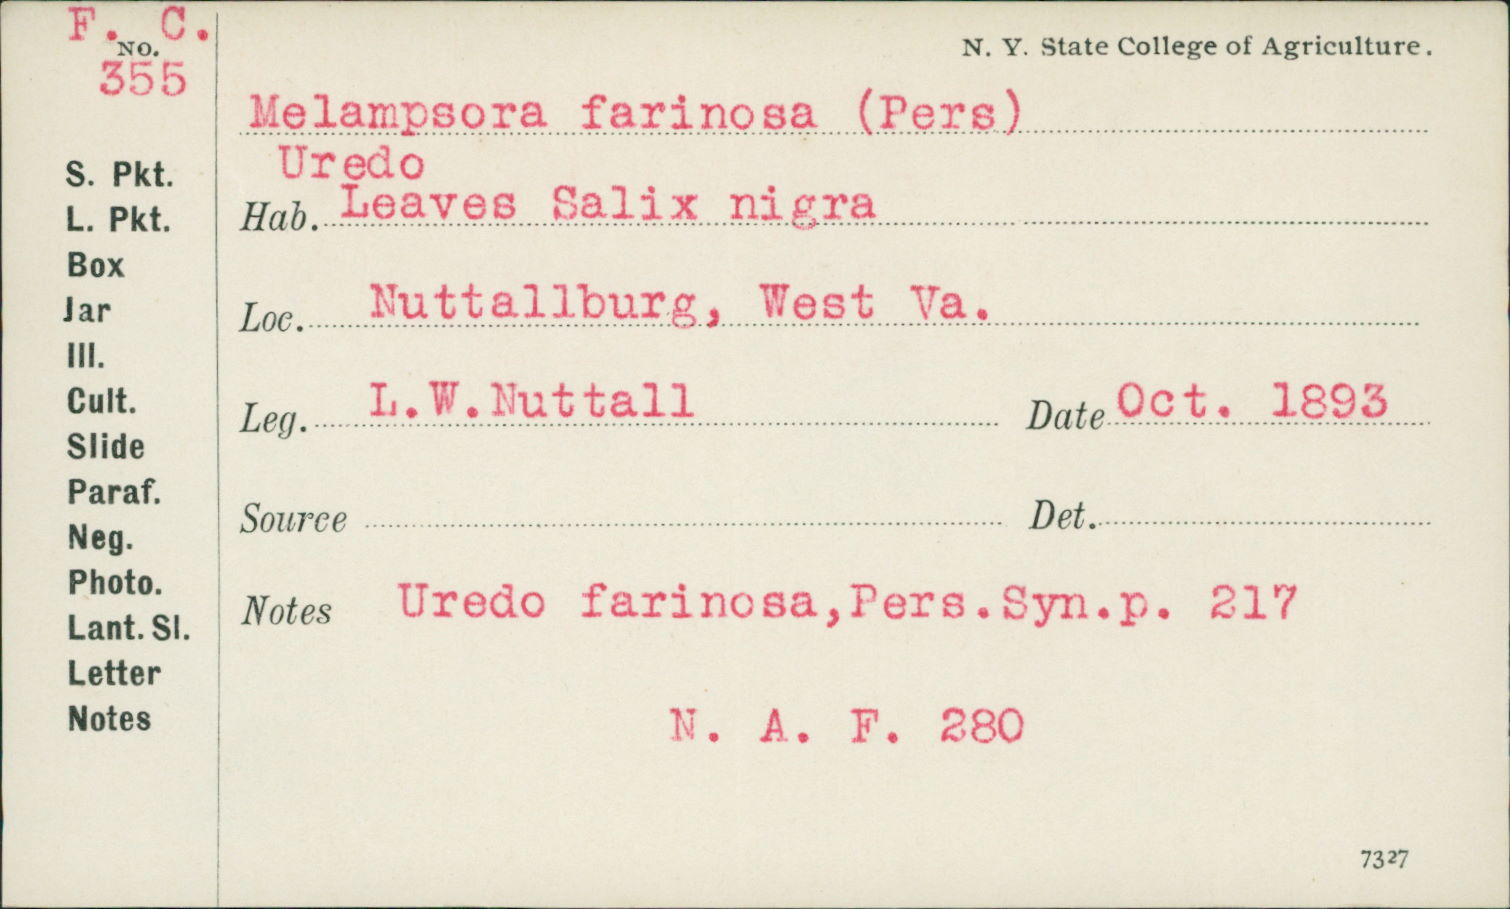 F. C.
NO.
355
N. Y. State College of Agriculture.
Melampsora farinosa (Pers)
Uredo
Hab. Leaves Salix nigra
Loc. Nuttallburg, West Va.
Leg. L.W.Nuttall Date Oct. 1893
Source Det.
Notes Uredo farinosa,Pers.Syn.p. 217
N. A. F. 280
S. Pkt.
L. Pkt.
Box
Jar
Ill.
Cult.
Slide
Paraf.
Neg.
Photo.
Lant. Sl.
Letter
Notes
7327